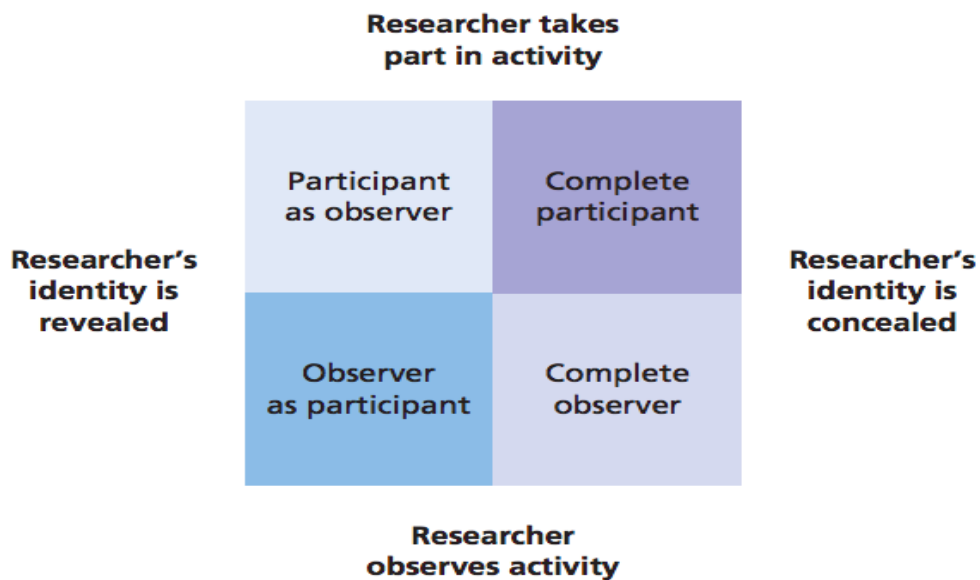 Researcher takes
part in activity
Participant
as observer
Complete
participant
Researcher's
identity is
revealed
Researcher's
identity is
concealed
Observer
as participant
Complete
observer
Researcher
observes activity